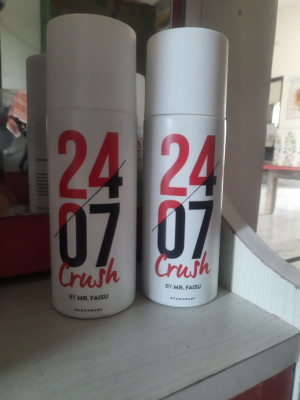 24
07
Crush
BY MR. FAISU
DEODORANT
24
07
Crush
BY MR. FAISU
DEODORANT